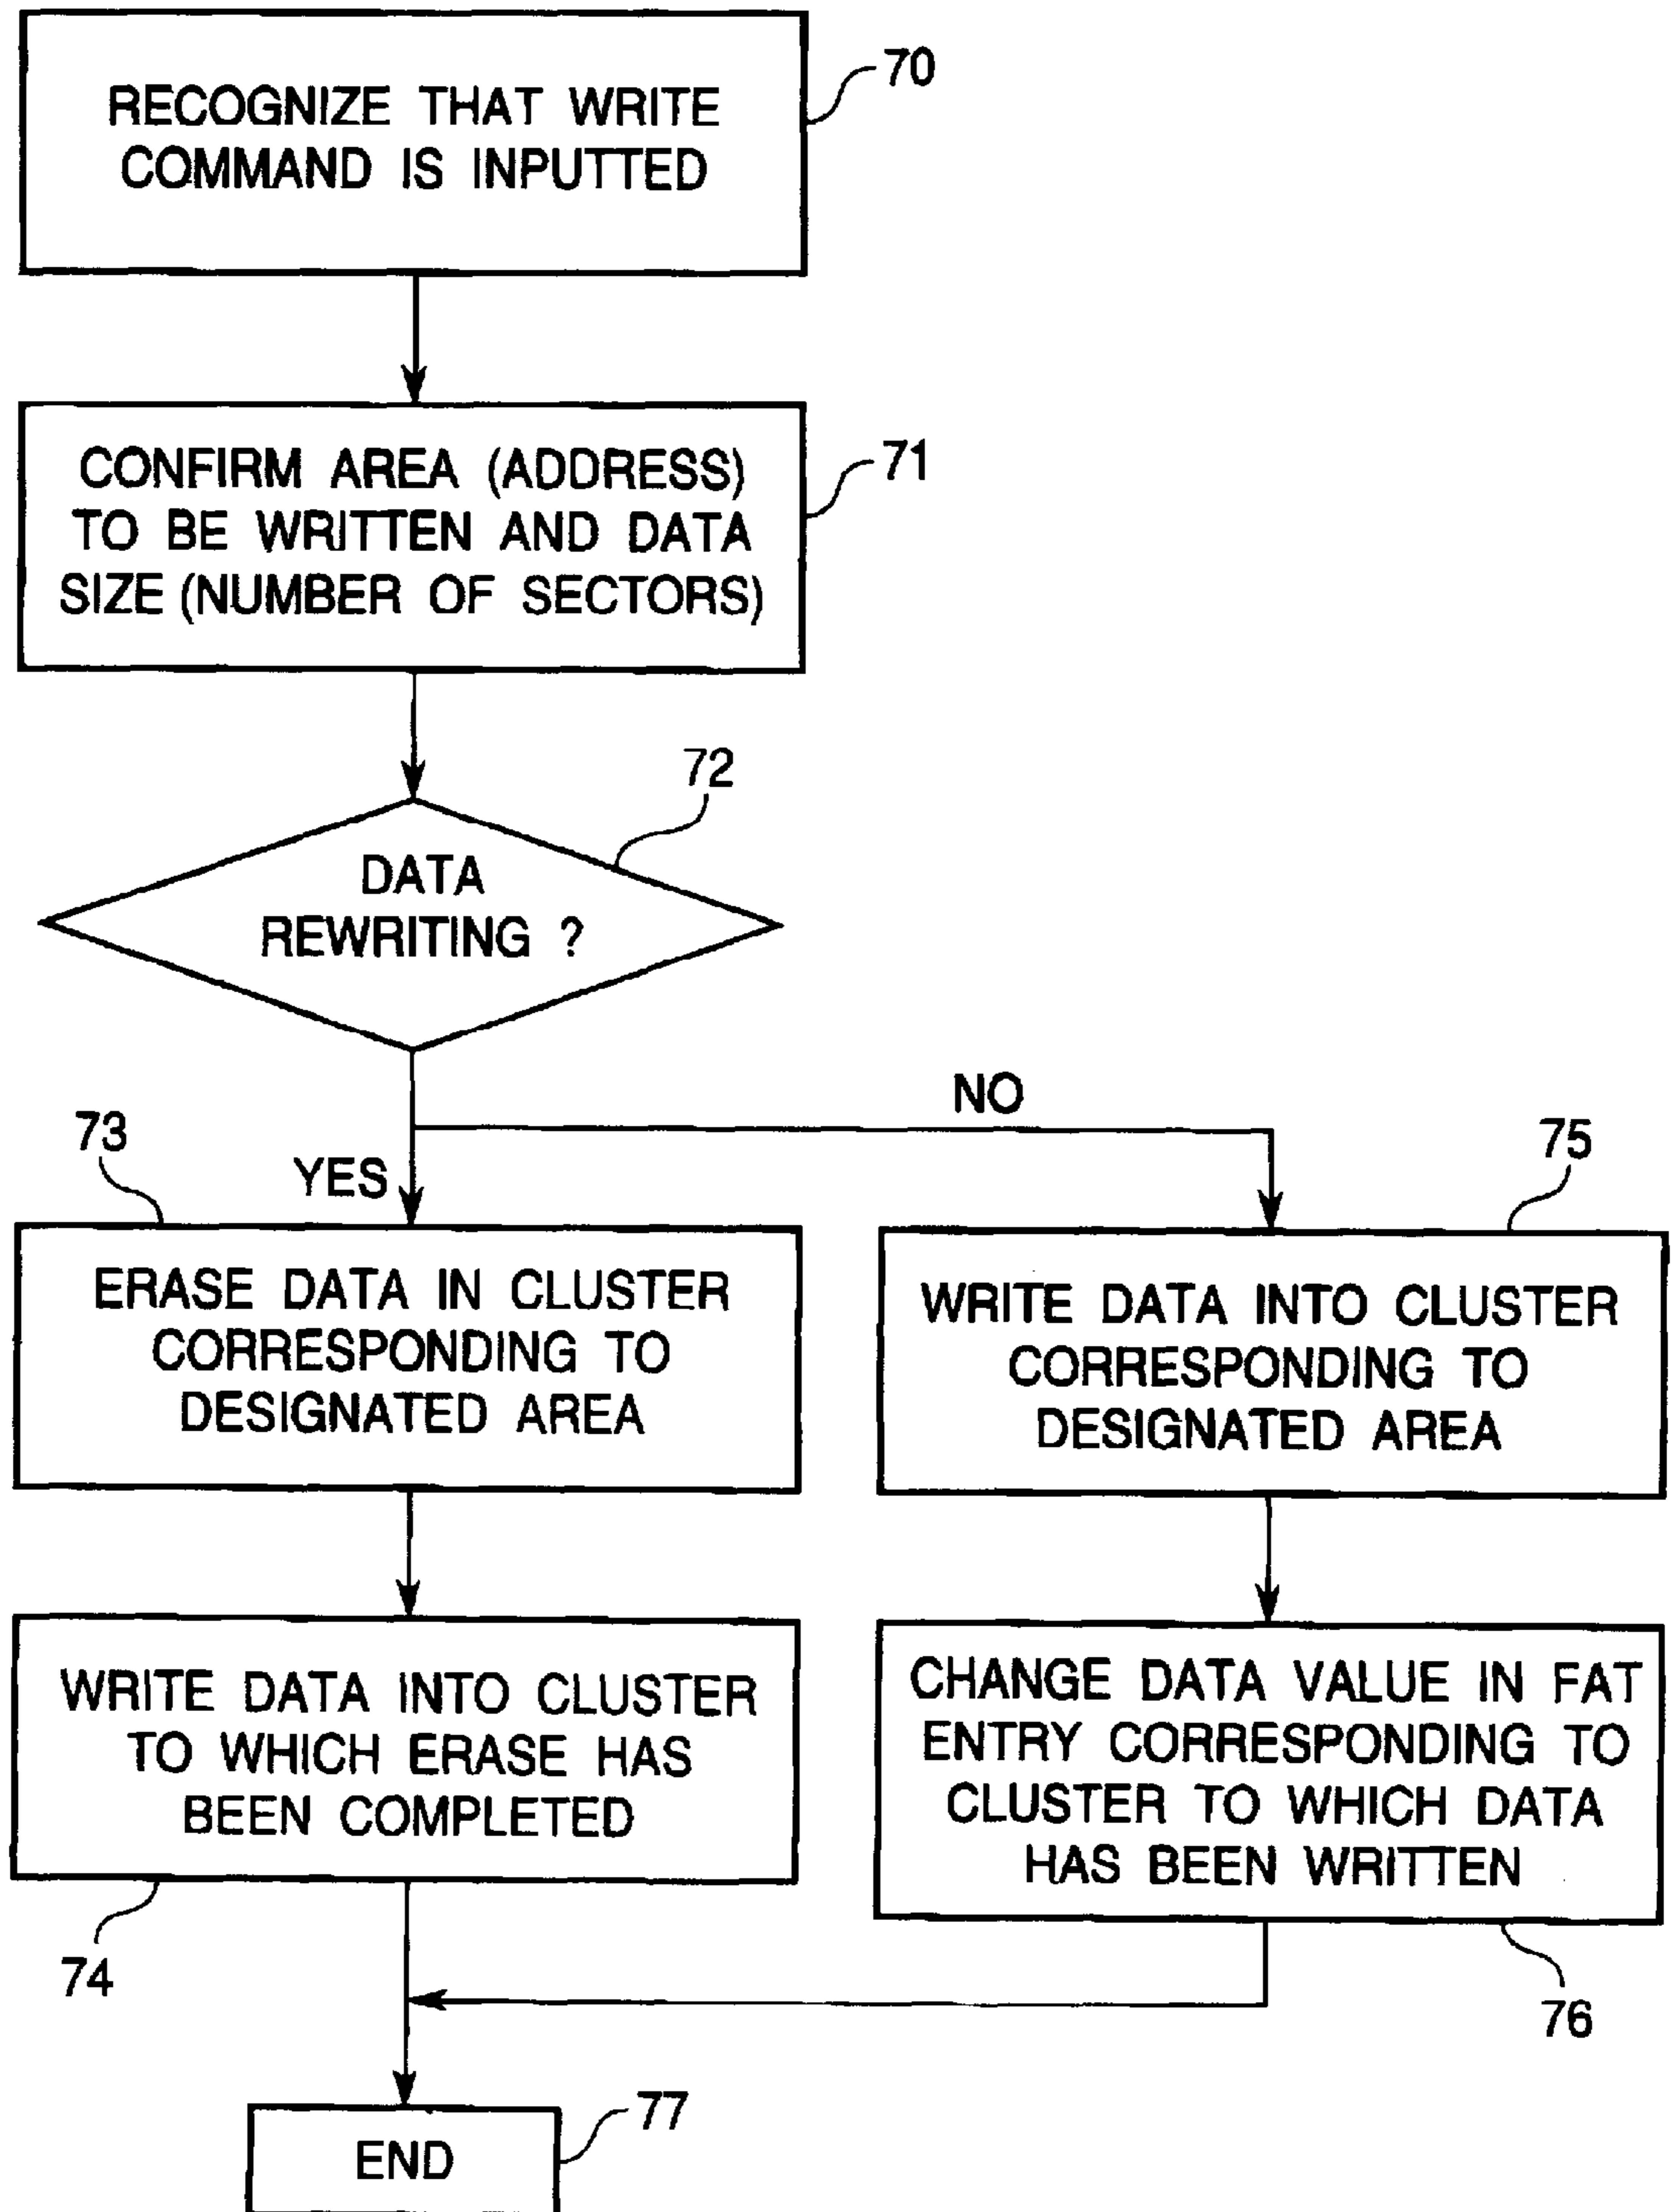 RECOGNIZE THAT WRITE
COMMAND IS INPUTTED
70
CONFIRM AREA (ADDRESS)
TO BE WRITTEN AND DATA
SIZE (NUMBER OF SECTORS)
71
72
DATA
REWRITING ?
NO
YES
73
ERASE DATA IN CLUSTER
CORRESPONDING TO
DESIGNATED AREA
75
WRITE DATA INTO CLUSTER
CORRESPONDING TO
DESIGNATED AREA
WRITE DATA INTO CLUSTER
TO WHICH ERASE HAS
BEEN COMPLETED
74
CHANGE DATA VALUE IN FAT
ENTRY CORRESPONDING TO
CLUSTER TO WHICH DATA
HAS BEEN WRITTEN
76
77
END